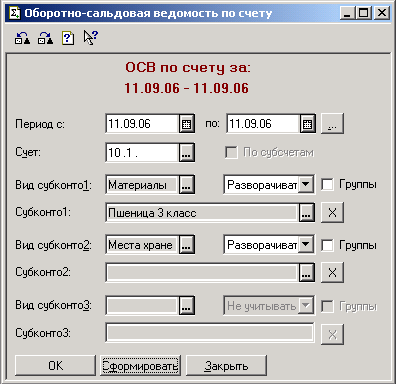 Оборотно-сальдовая ведомость по счету
ОСВ по счету за:
11.09.06 - 11.09.06
Период с: 11.09.06 ... по: 11.09.06 ...
Счет: 10 .1 . ... По субсчетам
Вид субконто1: Материалы ... Разворачиват Группы
Субконто1: Пшеница 3 класс ... X
Вид субконто2: Места хране ... Разворачиват Группы
Субконто2: ... X
Вид субконто3: ... Не учитывать Группы
Субконто3: X
OK Сформировать Закрыть